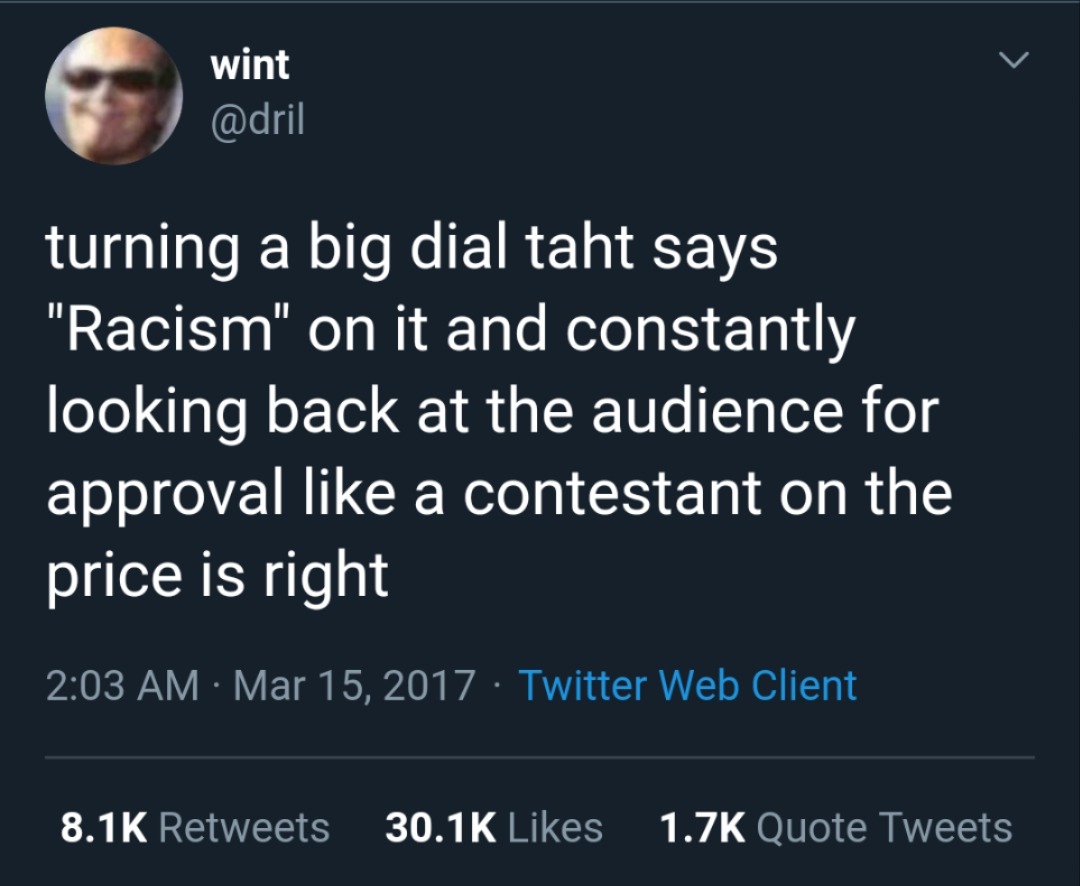 wint
@dril
turning a big dial taht says
"Racism" on it and constantly
looking back at the audience for
approval like a contestant on the
price is right
2:03 AM · Mar 15, 2017 · Twitter Web Client
8.1K Retweets 30.1K Likes 1.7K Quote Tweets